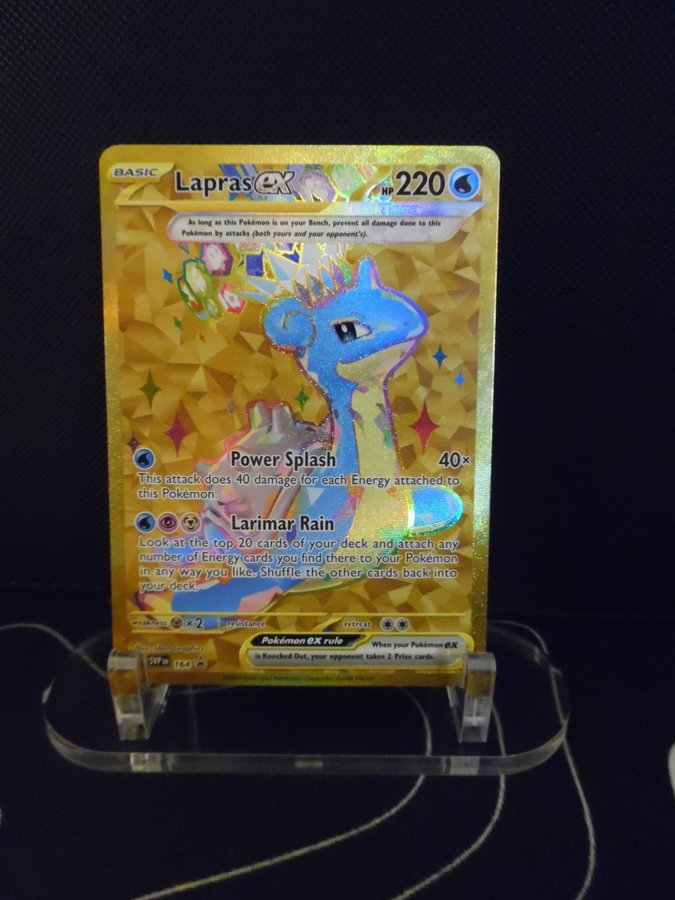 BASIC Lapras ex HP 220
As long as this Pokémon is on your Bench, prevent all damage done to this
Pokémon by attacks (both yours and your opponent's).
Power Splash 40×
This attack does 40 damage for each Energy attached to
this Pokémon.
Larimar Rain
Look at the top 20 cards of your deck and attach any
number of Energy cards you find there to your Pokémon
in any way you like. Shuffle the other cards back into
your deck.
weakness ×2 resistance retreat
Pokémon ex rule When your Pokémon ex
is Knocked Out, your opponent takes 2 Prize cards.
SVP EN 164